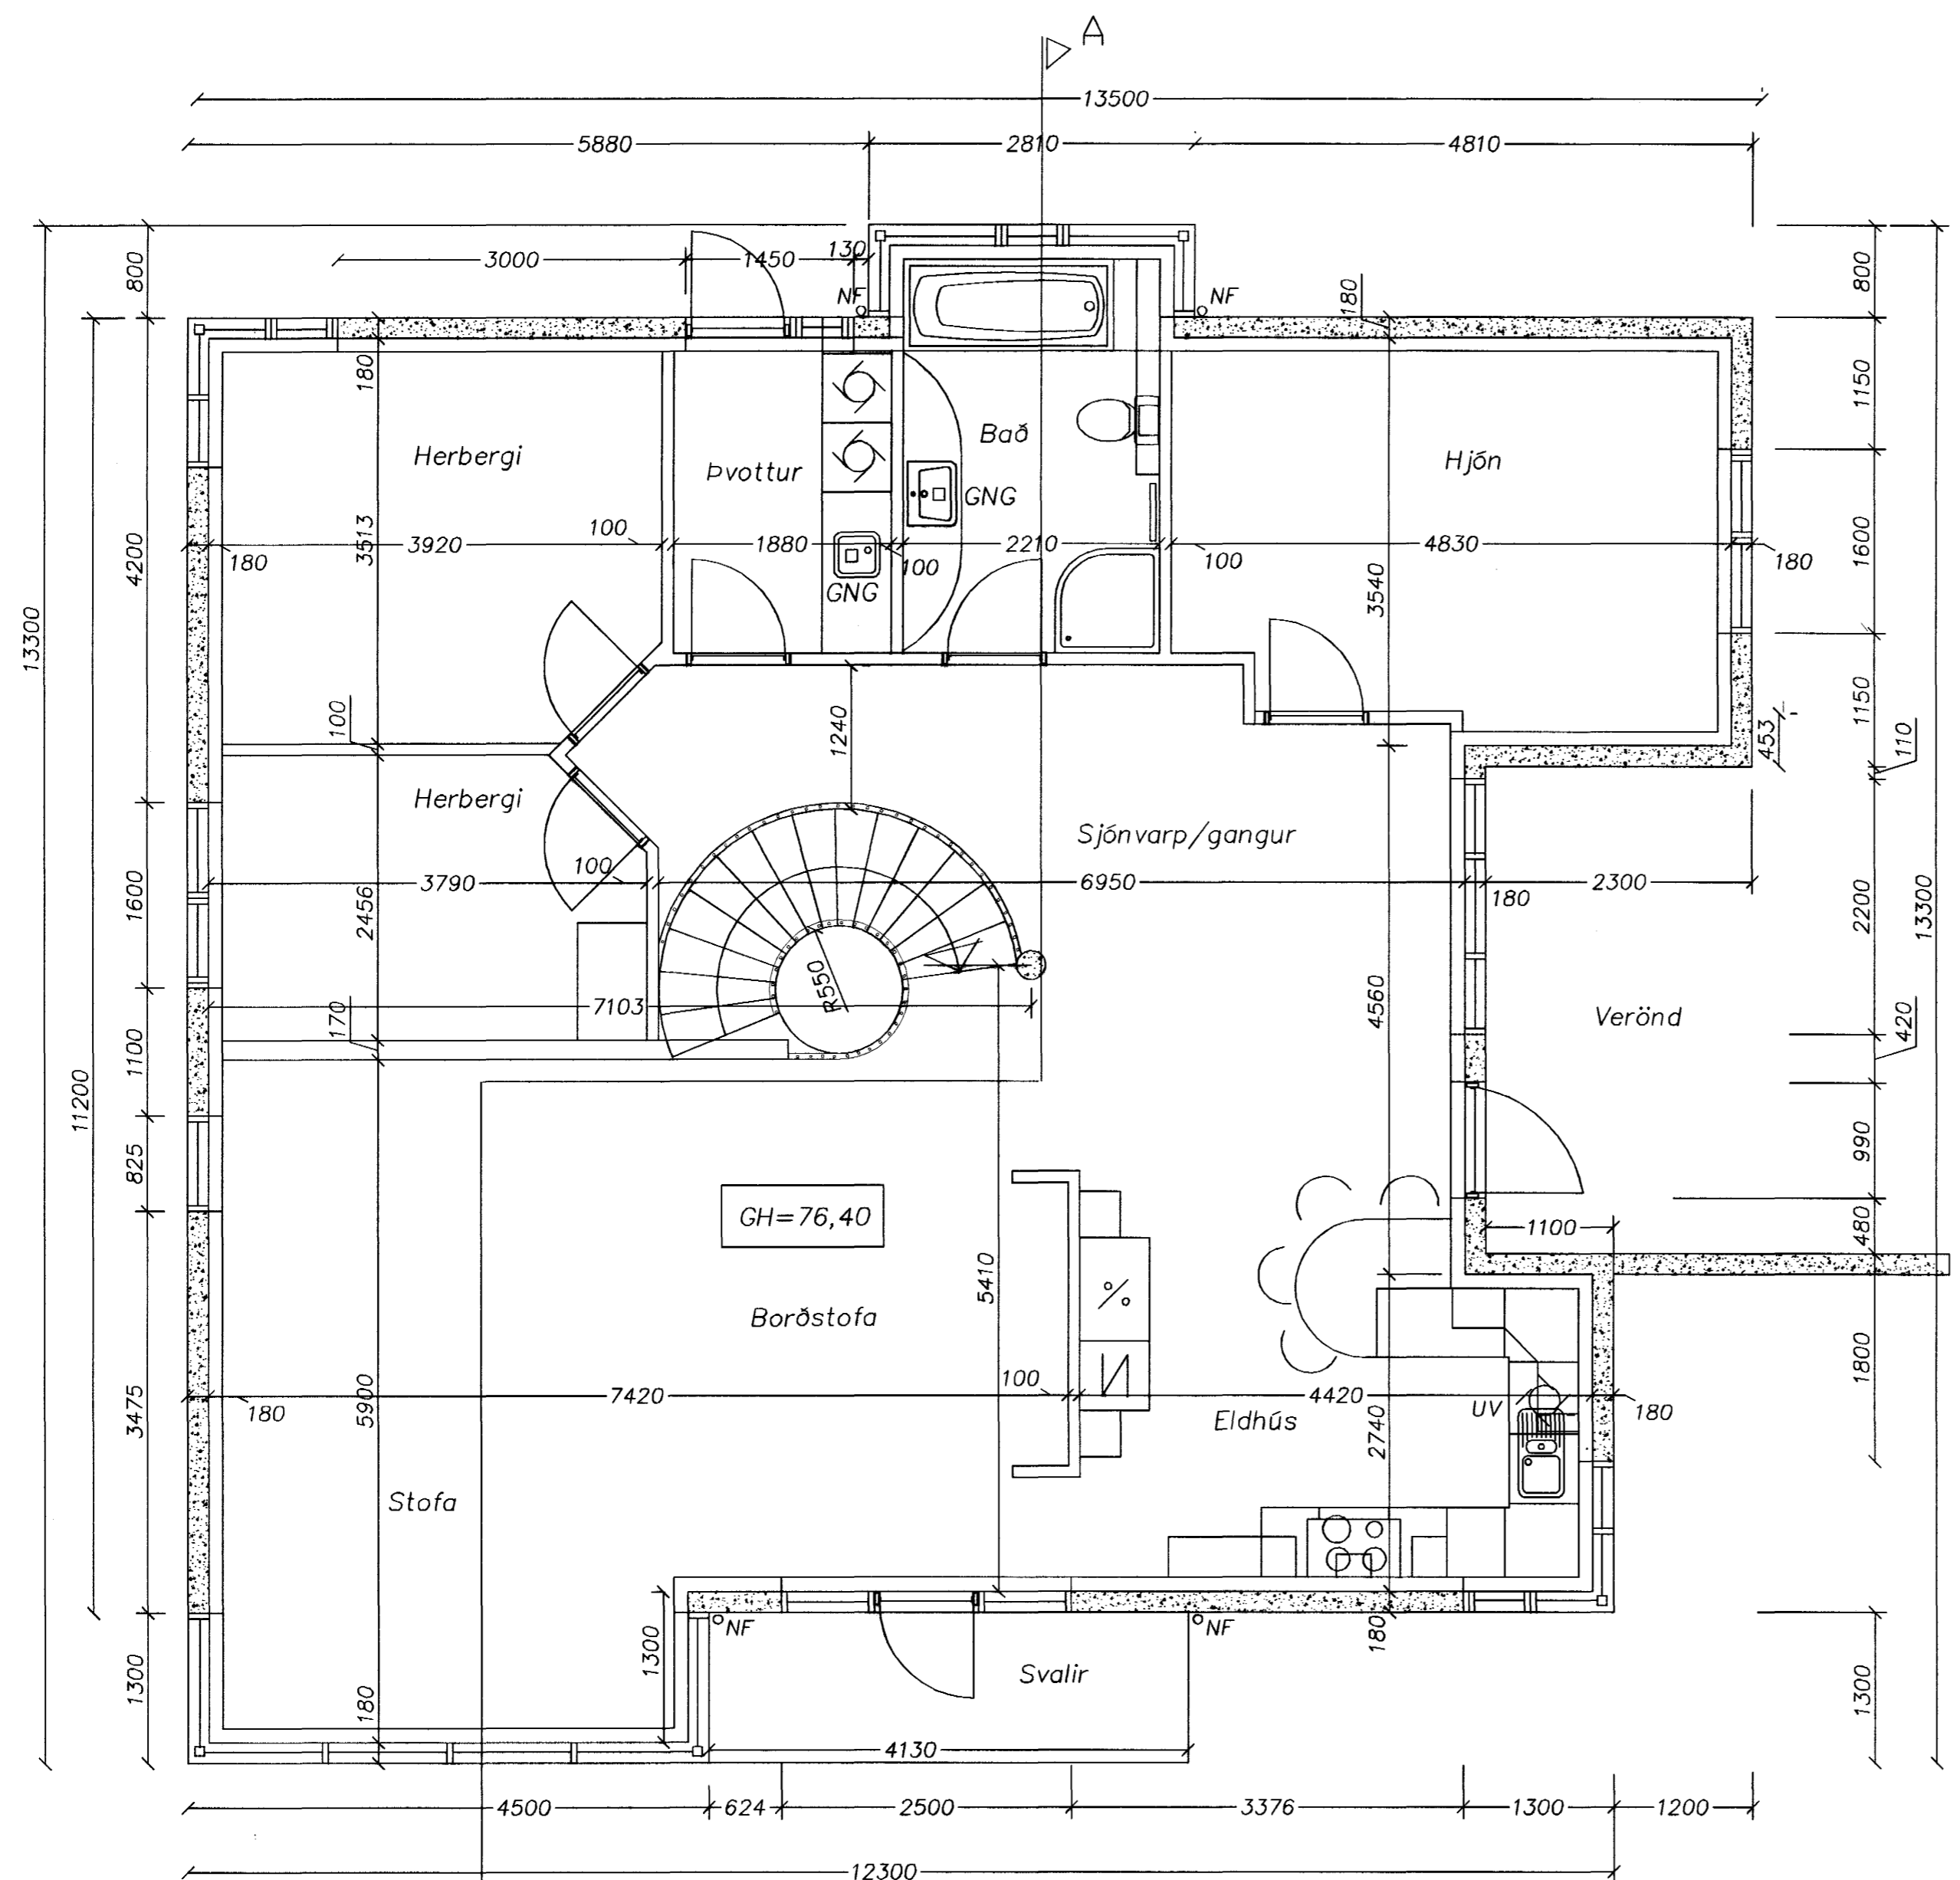 A
13500
5880 2810 4810
800 3000 1450 130 800
NF NF 180
180 1150
Herbergi Þvottur Bað Hjón
GNG
4200 3513 3920 100 1880 2210 4830 1600
180 100 100 180
GNG 3540
13300
100 1240 1150 453 110
Herbergi Sjónvarp/gangur
1600 3790 100 6950 180 2300 2200 13300
2456
R550
170 7103 4560 Verönd 420
1100
11200
825 990
GH=76,40 1100 480
5410
Borðstofa
3475 5900 180 7420 100 4420 180 1800
Eldhús UV
2740
Stofa
NF NF
1300 1300 180 1300
Svalir
180
4130
4500 624 2500 3376 1300 1200
12300